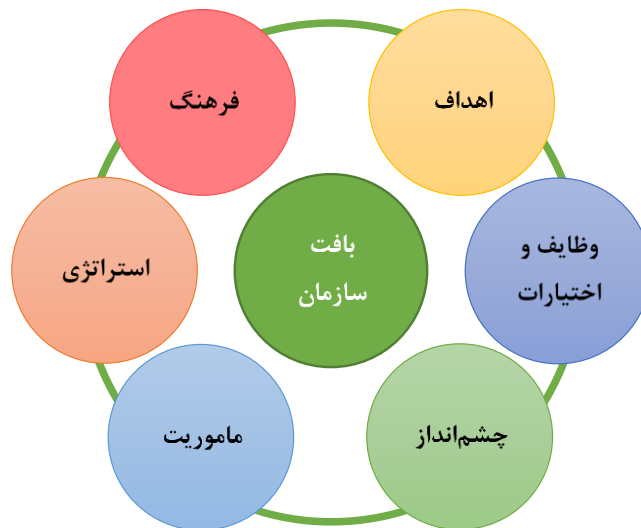 اهداف
فرهنگ
وظایف و
اختیارات
بافت
سازمان
استراتژی
چشم‌انداز
ماموریت